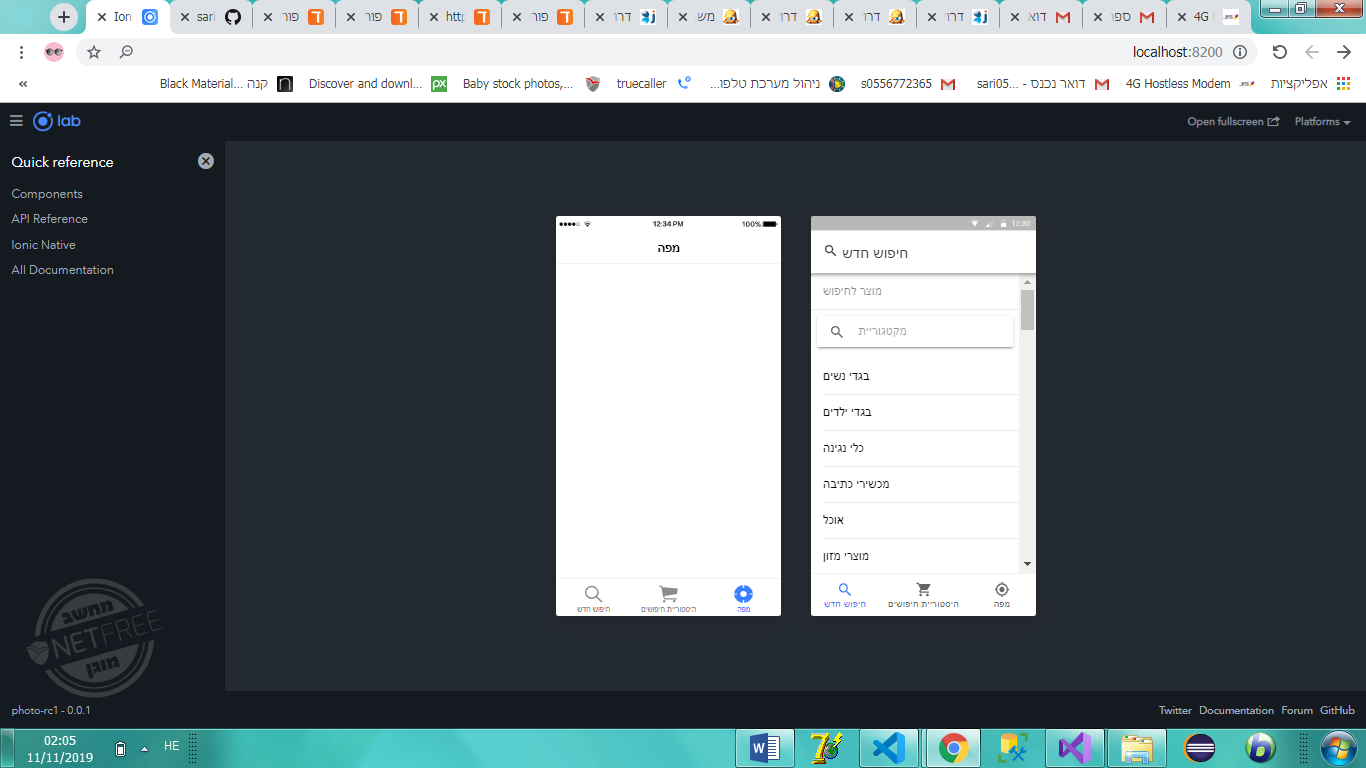 Ion
sari
פור
פור
http
פור
דרו
מש
דרו
דרו
דרו
דוא
ספו
4G
localhost:8200
«
Black Material... קנה
Discover and downl...
px
Baby stock photos,...
truecaller
ניהול מערכת טלפו...
s0556772365
sari05... - דואר נכנס
4G Hostless Modem
אפליקציות
lab
Open fullscreen
Platforms
Quick reference
Components
API Reference
Ionic Native
All Documentation
12:34 PM
100%
מפה
חיפוש חדש
היסטוריית חיפושים
מפה
12:30
חיפוש חדש
מוצר לחיפוש
מקטגוריית
בגדי נשים
בגדי ילדים
כלי נגינה
מכשירי כתיבה
אוכל
מוצרי מזון
חיפוש חדש
היסטוריית חיפושים
מפה
מחשב
NETFREE
מוגן
photo-rc1 - 0.0.1
Twitter
Documentation
Forum
GitHub
02:05
11/11/2019
HE